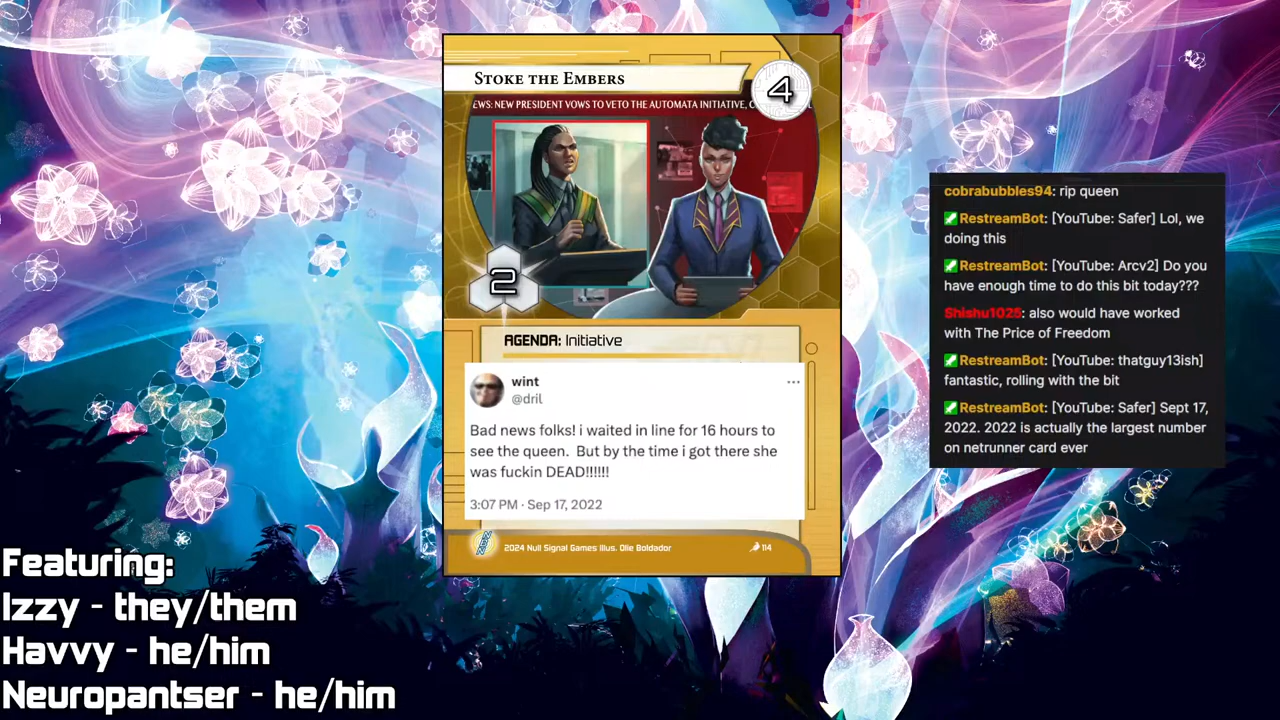 Stoke the Embers
4
EWS: NEW PRESIDENT VOWS TO VETO THE AUTOMATA INITIATIVE, C
2
AGENDA: Initiative
wint
@dril
Bad news folks! i waited in line for 16 hours to
see the queen. But by the time i got there she
was fuckin DEAD!!!!!!
3:07 PM · Sep 17, 2022
2024 Null Signal Games Illus. Olie Boldador
114
cobrabubbles94: rip queen
RestreamBot: [YouTube: Safer] Lol, we
doing this
RestreamBot: [YouTube: Arcv2] Do you
have enough time to do this bit today???
Shishu1025: also would have worked
with The Price of Freedom
RestreamBot: [YouTube: thatguy13ish]
fantastic, rolling with the bit
RestreamBot: [YouTube: Safer] Sept 17,
2022. 2022 is actually the largest number
on netrunner card ever
Featuring:
Izzy - they/them
Havvy - he/him
Neuropantser - he/him